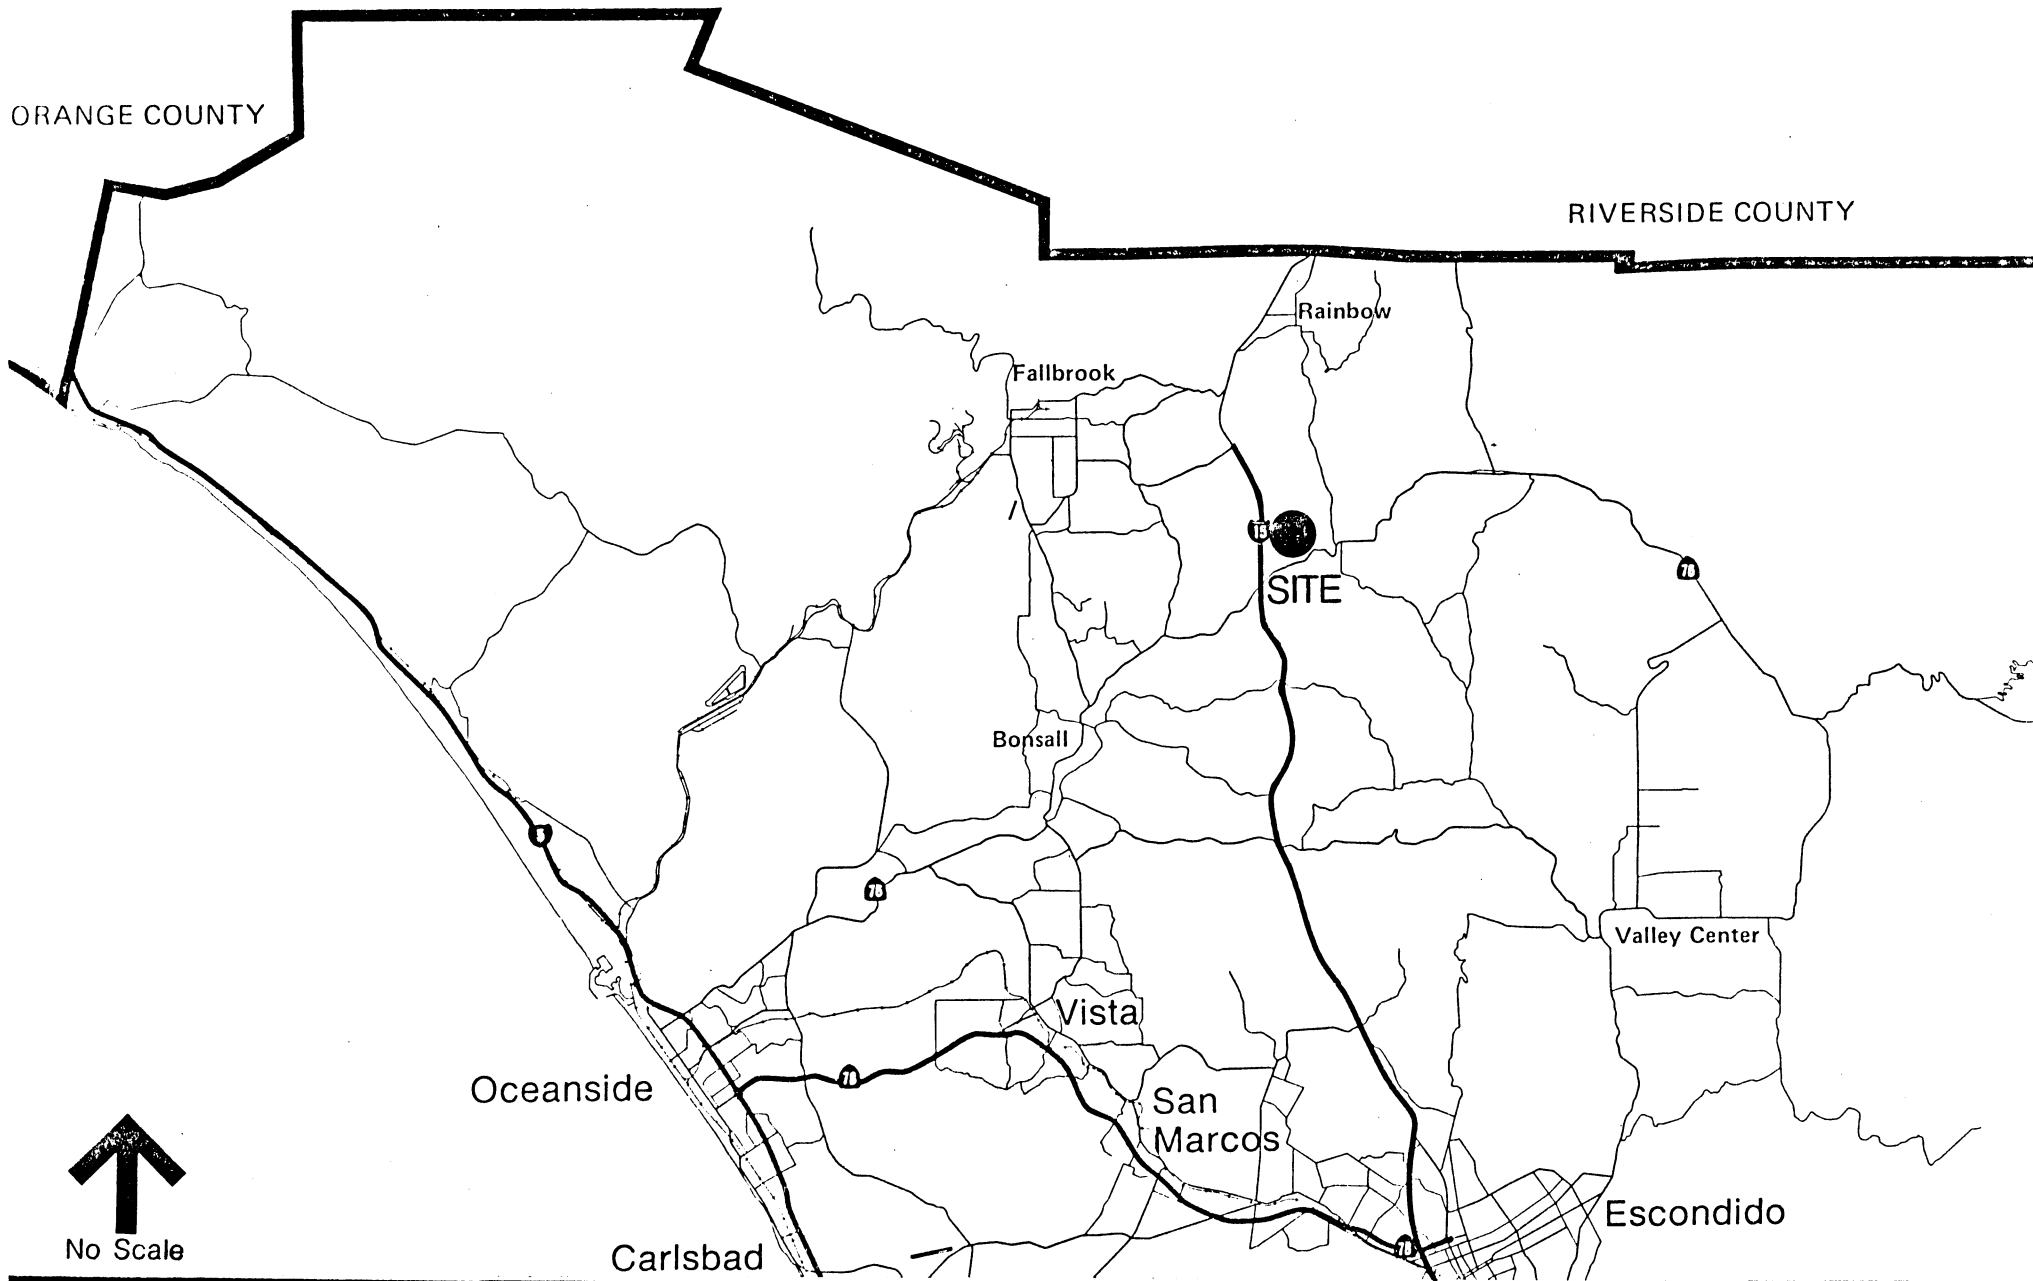 ORANGE COUNTY
RIVERSIDE COUNTY
Rainbow
Fallbrook
15
SITE
76
Bonsall
5
76
Valley Center
Vista
78
Oceanside
San
Marcos
Escondido
No Scale
Carlsbad
78